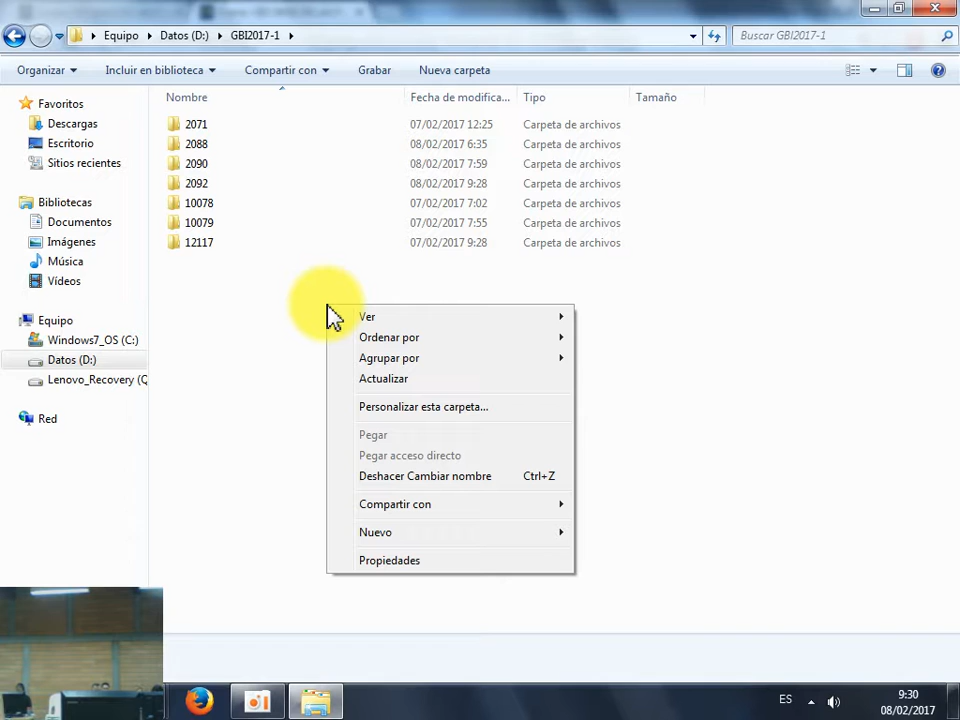 Equipo
Datos (D:)
GBI2017-1
Buscar GBI2017-1
Organizar
Incluir en biblioteca
Compartir con
Grabar
Nueva carpeta
Nombre
Fecha de modifica...
Tipo
Tamaño
Favoritos
Descargas
Escritorio
Sitios recientes
Bibliotecas
Documentos
Imágenes
Música
Vídeos
Equipo
Windows7_OS (C:)
Datos (D:)
Lenovo_Recovery (Q
Red
2071 07/02/2017 12:25 Carpeta de archivos
2088 08/02/2017 6:35 Carpeta de archivos
2090 08/02/2017 7:59 Carpeta de archivos
2092 08/02/2017 9:28 Carpeta de archivos
10078 07/02/2017 7:02 Carpeta de archivos
10079 07/02/2017 7:55 Carpeta de archivos
12117 07/02/2017 9:28 Carpeta de archivos
Ver
Ordenar por
Agrupar por
Actualizar
Personalizar esta carpeta...
Pegar
Pegar acceso directo
Deshacer Cambiar nombre Ctrl+Z
Compartir con
Nuevo
Propiedades
ES
9:30
08/02/2017